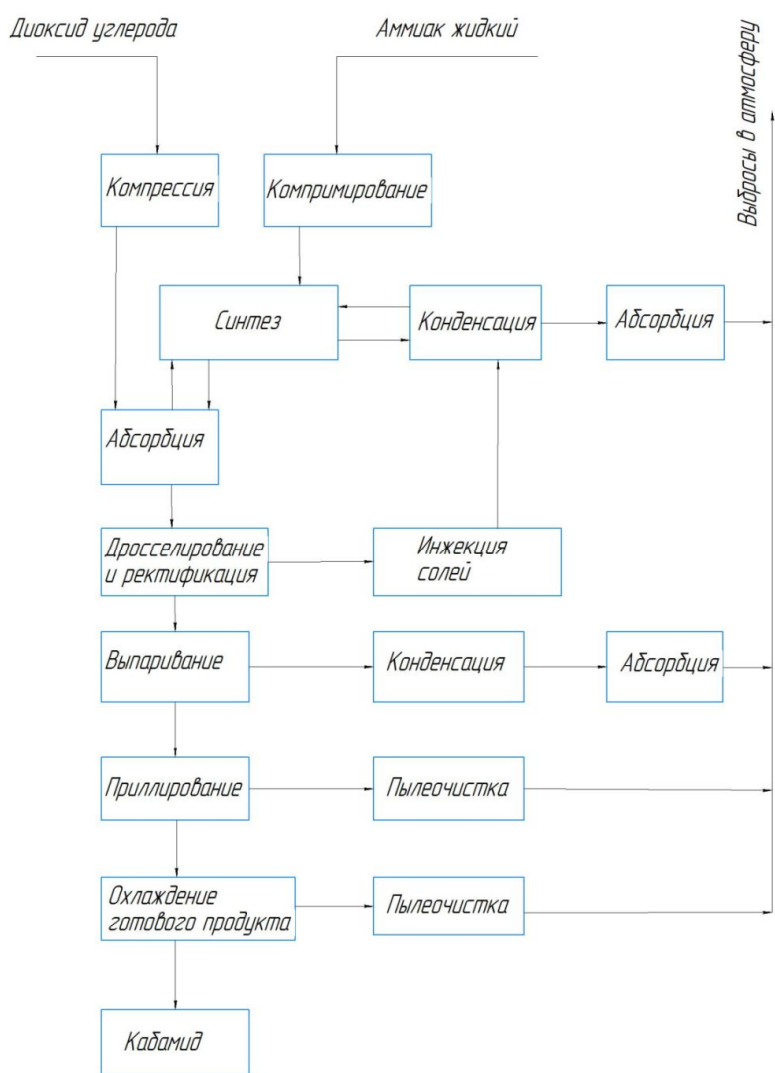 Диоксид углерода
Аммиак жидкий
Выбросы в атмосферу
Компрессия
Компримирование
Синтез
Конденсация
Абсорбция
Абсорбция
Дросселирование
и ректификация
Инжекция
солей
Выпаривание
Конденсация
Абсорбция
Приллирование
Пылеочистка
Охлаждение
готового продукта
Пылеочистка
Кабамид